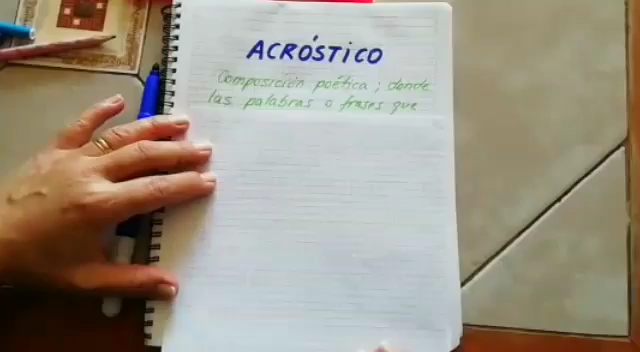 ACRÓSTICO
Composición poética; donde
las palabras o frases que